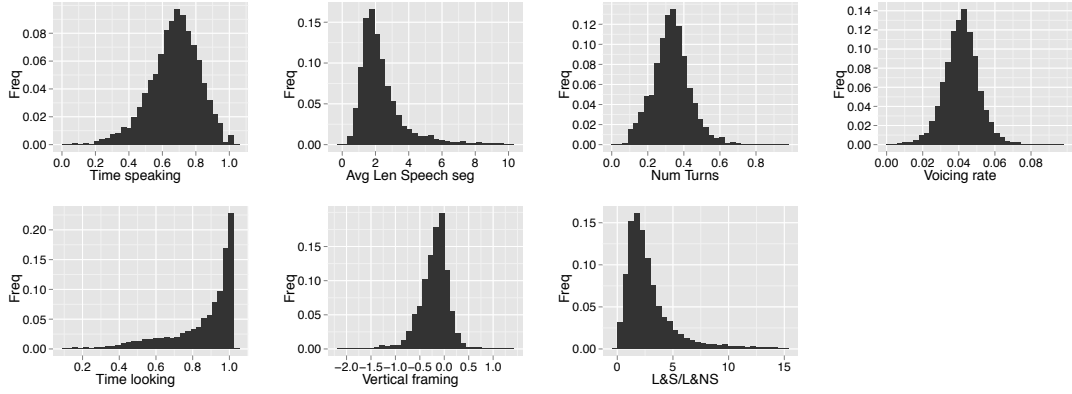 Freq
0.08
0.06
0.04
0.02
0.00
0.0 0.2 0.4 0.6 0.8 1.0
Time speaking
Freq
0.15
0.10
0.05
0.00
0 2 4 6 8 10
Avg Len Speech seg
Freq
0.12
0.10
0.08
0.06
0.04
0.02
0.00
0.0 0.2 0.4 0.6 0.8
Num Turns
Freq
0.14
0.12
0.10
0.08
0.06
0.04
0.02
0.00
0.00 0.02 0.04 0.06 0.08
Voicing rate
Freq
0.20
0.15
0.10
0.05
0.00
0.2 0.4 0.6 0.8 1.0
Time looking
Freq
0.15
0.10
0.05
0.00
−2.0−1.5−1.0−0.5 0.0 0.5 1.0
Vertical framing
Freq
0.15
0.10
0.05
0.00
0 5 10 15
L&S/L&NS